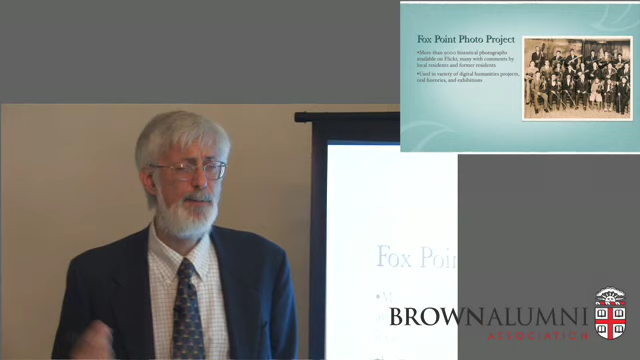 Fox Point Photo Project
•More than 2000 historical photographs
available on Flickr, many with comments by
local residents and former residents
•Used in variety of digital humanities projects,
oral histories, and exhibitions
Fox Poin
BROWNALUMNI
ASSOCIATION